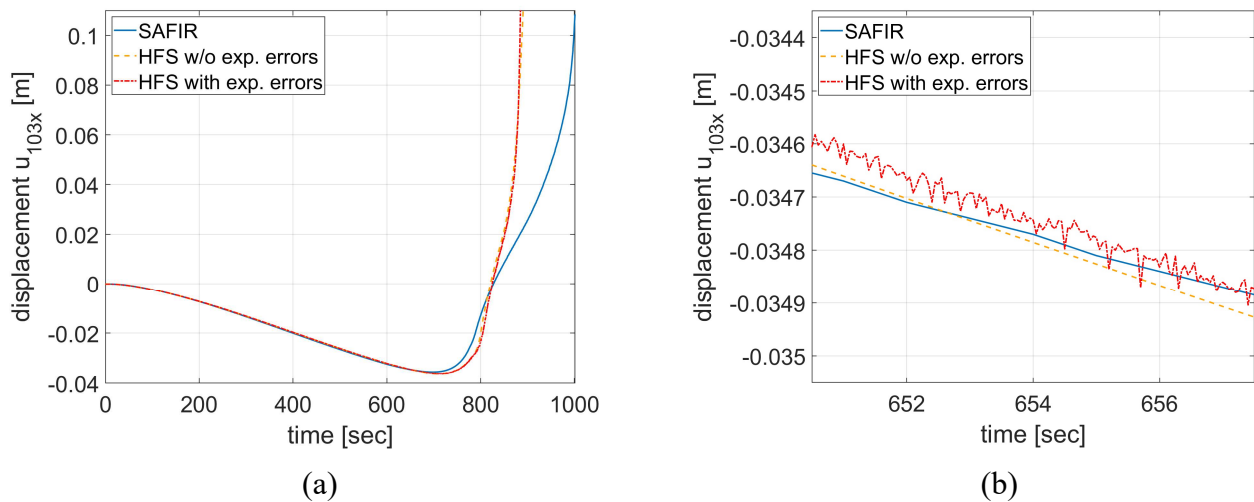 SAFIR
HFS w/o exp. errors
HFS with exp. errors
displacement u103x [m]
0.1
0.08
0.06
0.04
0.02
0
-0.02
-0.04
0 200 400 600 800 1000
time [sec]
(a)
SAFIR
HFS w/o exp. errors
HFS with exp. errors
displacement u103x [m]
-0.0344
-0.0345
-0.0346
-0.0347
-0.0348
-0.0349
-0.035
652 654 656
time [sec]
(b)